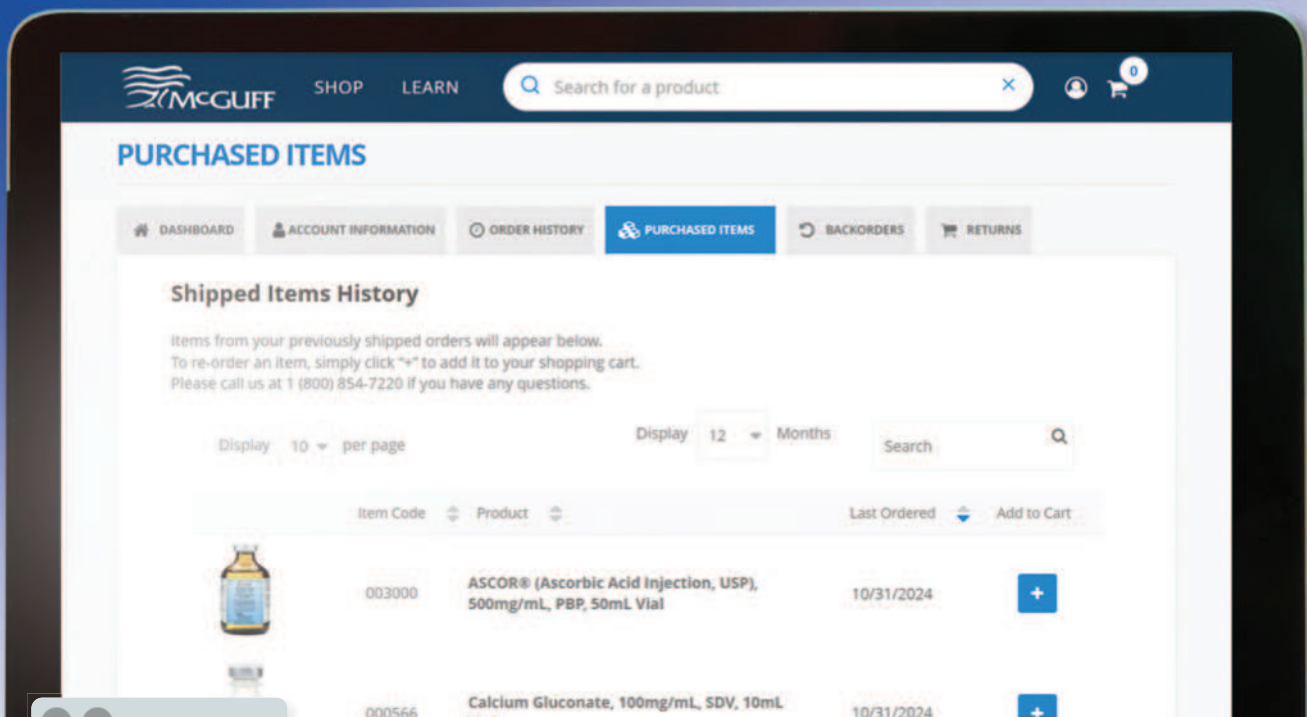 McGUFF SHOP LEARN Search for a product × 0
PURCHASED ITEMS
DASHBOARD ACCOUNT INFORMATION ORDER HISTORY PURCHASED ITEMS BACKORDERS RETURNS
Shipped Items History
Items from your previously shipped orders will appear below.
To re-order an item, simply click "+" to add it to your shopping cart.
Please call us at 1 (800) 854-7220 if you have any questions.
Display 10 per page Display 12 Months Search
Item Code Product Last Ordered Add to Cart
003000 ASCOR® (Ascorbic Acid Injection, USP), 10/31/2024 +
500mg/mL, PBP, 50mL Vial
000566 Calcium Gluconate, 100mg/mL, SDV, 10mL 10/31/2024 +